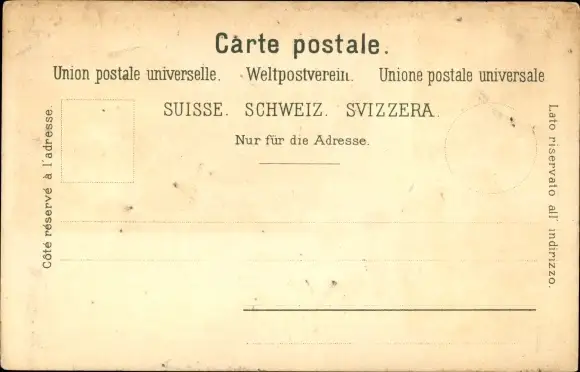 Carte postale.
Union postale universelle. Weltpostverein. Unione postale universale
SUISSE. SCHWEIZ. SVIZZERA.
Nur für die Adresse.
Côté réservé à l'adresse.
Lato riservato all' indirizzo.